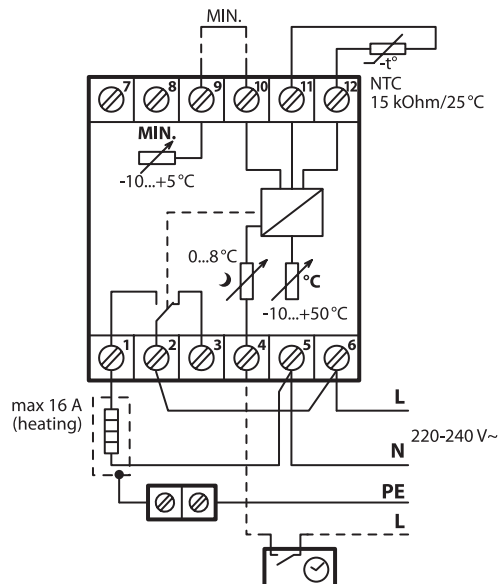 MIN.
-t°
NTC
15 kOhm/25 °C
7 8 9 10 11 12
MIN.
-10...+5 °C
0...8 °C
°C
-10...+50 °C
1 2 3 4 5 6
max 16 A
(heating)
L
220-240 V~
N
PE
L